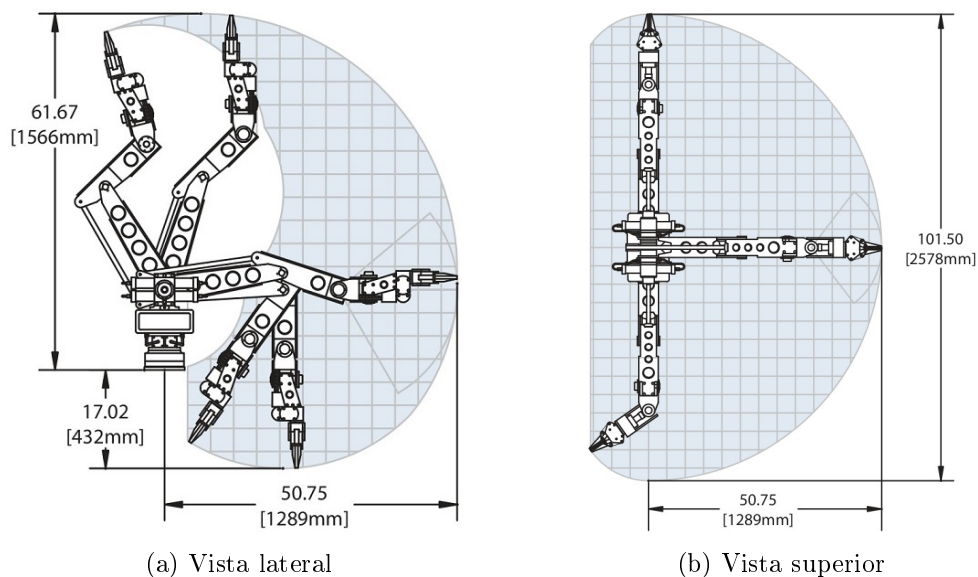 61.67
[1566mm]
17.02
[432mm]
50.75
[1289mm]
(a) Vista lateral
101.50
[2578mm]
50.75
[1289mm]
(b) Vista superior